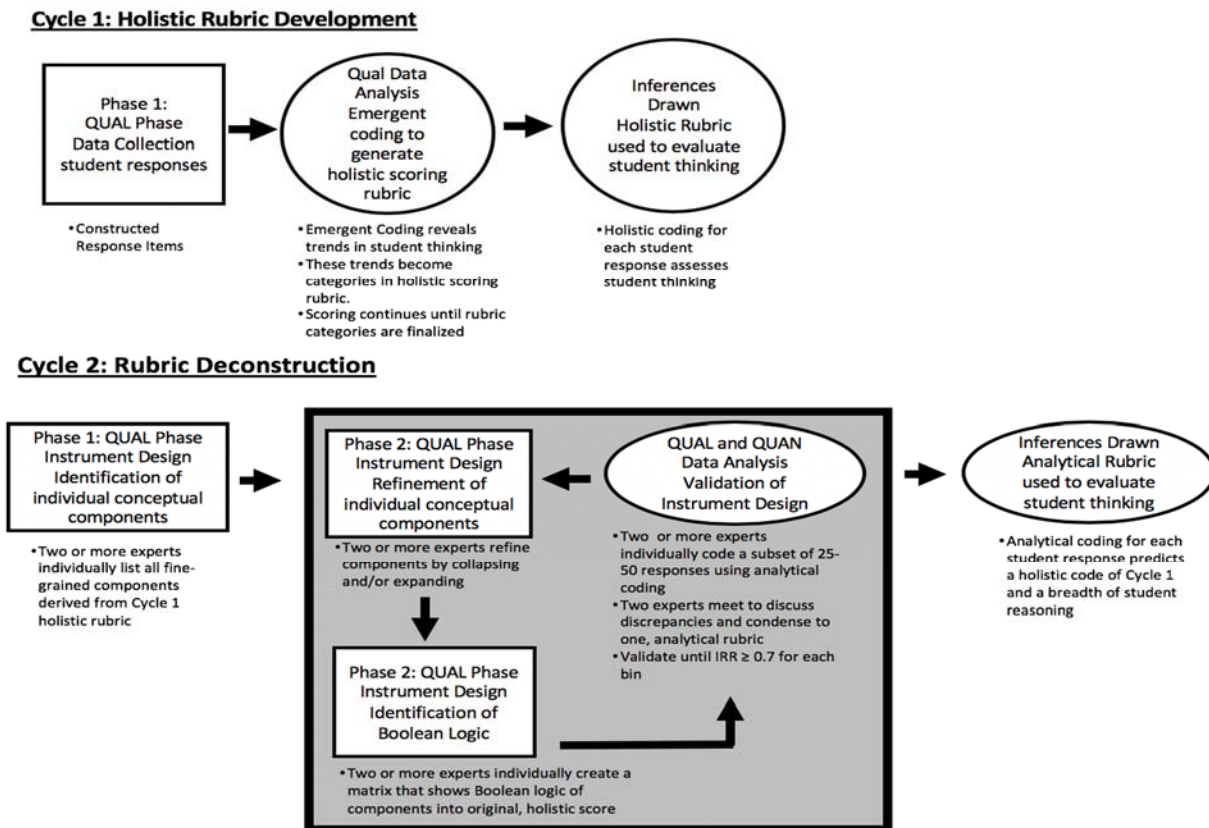 Cycle 1: Holistic Rubric Development
Phase 1:
QUAL Phase
Data Collection
student responses
• Constructed
Response Items
Qual Data
Analysis
Emergent
coding to
generate
holistic scoring
rubric
• Emergent Coding reveals
trends in student thinking
• These trends become
categories in holistic scoring
rubric.
• Scoring continues until rubric
categories are finalized
Inferences
Drawn
Holistic Rubric
used to evaluate
student thinking
• Holistic coding for
each student
response assesses
student thinking
Cycle 2: Rubric Deconstruction
Phase 1: QUAL Phase
Instrument Design
Identification of
individual conceptual
components
• Two or more experts
individually list all fine-
grained components
derived from Cycle 1
holistic rubric
Phase 2: QUAL Phase
Instrument Design
Refinement of
individual conceptual
components
• Two or more experts refine
components by collapsing
and/or expanding
Phase 2: QUAL Phase
Instrument Design
Identification of
Boolean Logic
• Two or more experts individually create a
matrix that shows Boolean logic of
components into original, holistic score
QUAL and QUAN
Data Analysis
Validation of
Instrument Design
• Two or more experts
individually code a subset of 25-
50 responses using analytical
coding
• Two experts meet to discuss
discrepancies and condense to
one, analytical rubric
• Validate until IRR ≥ 0.7 for each
bin
Inferences Drawn
Analytical Rubric
used to evaluate
student thinking
• Analytical coding for each
student response predicts
a holistic code of Cycle 1
and a breadth of student
reasoning